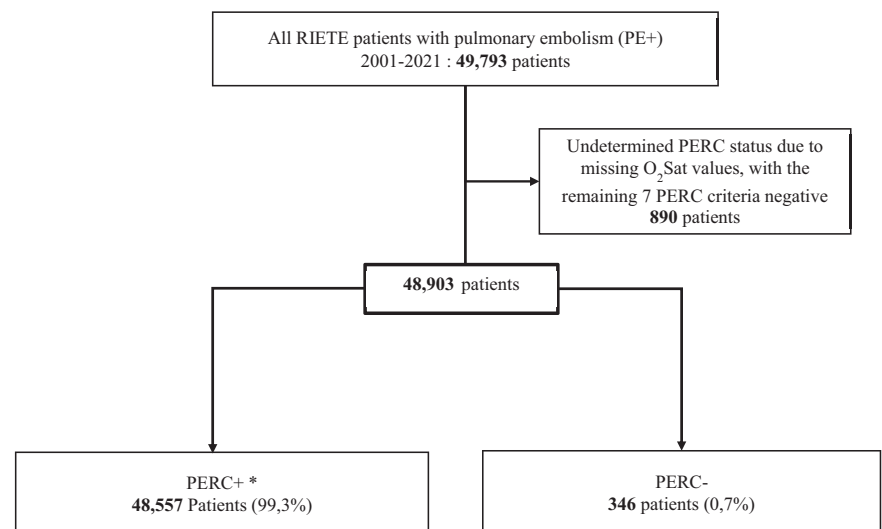 All RIETE patients with pulmonary embolism (PE+)
2001-2021 : 49,793 patients
Undetermined PERC status due to
missing O₂Sat values, with the
remaining 7 PERC criteria negative
890 patients
48,903 patients
PERC+ *
48,557 Patients (99,3%)
PERC-
346 patients (0,7%)